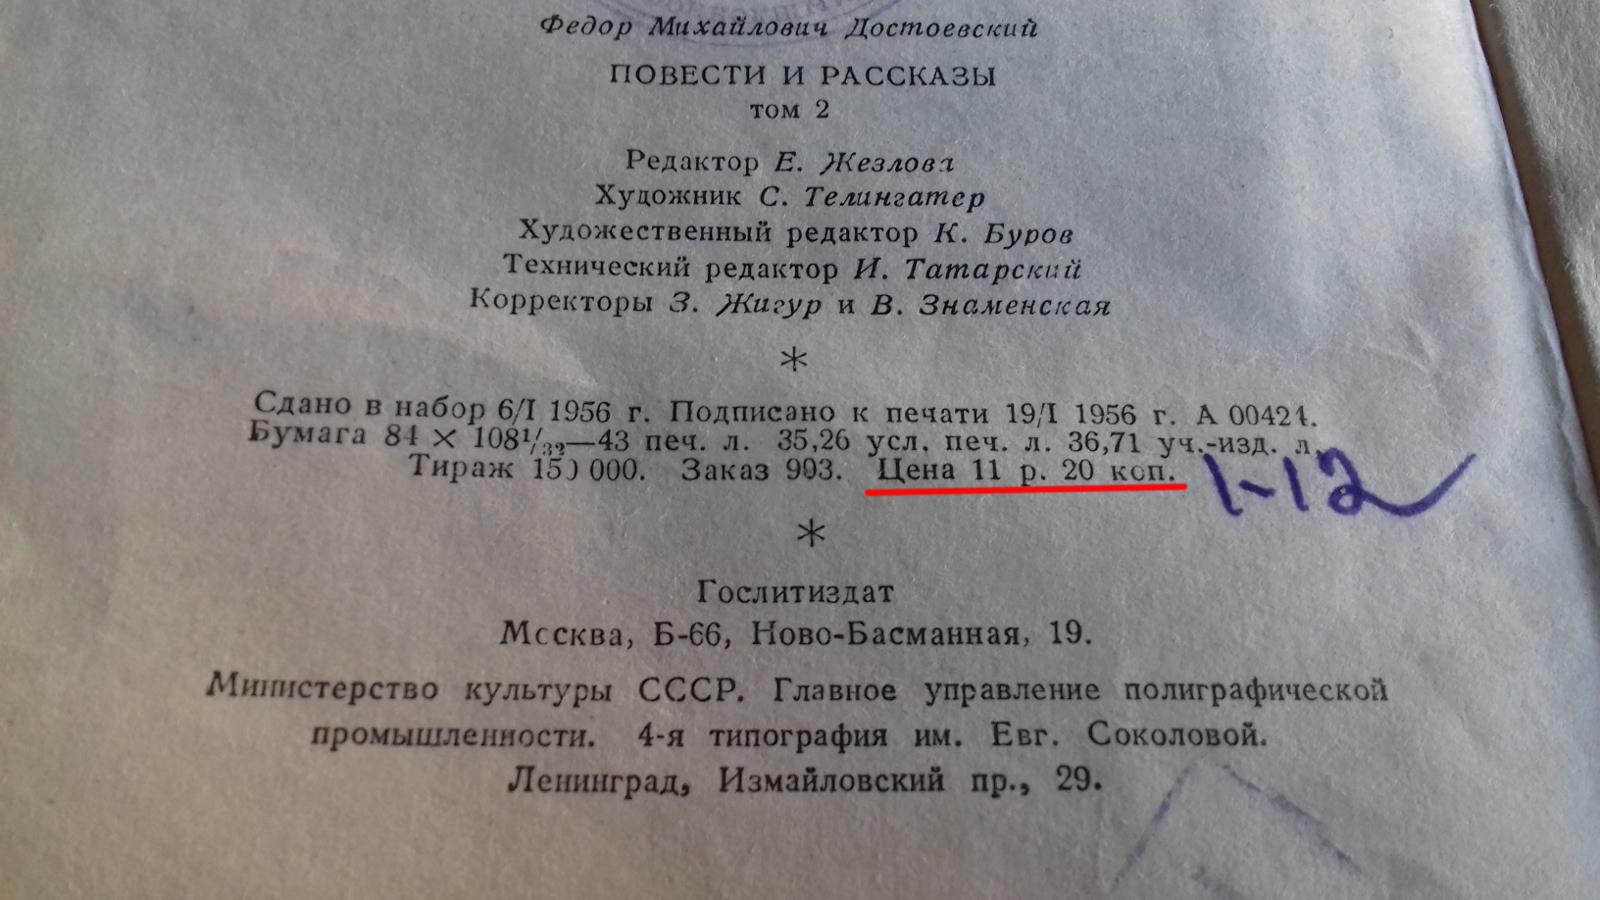 Федор Михайлович Достоевский
ПОВЕСТИ И РАССКАЗЫ
том 2
Редактор Е. Жезлова
Художник С. Телингатер
Художественный редактор К. Буров
Технический редактор И. Татарский
Корректоры З. Жигур и В. Знаменская
*
Сдано в набор 6/I 1956 г. Подписано к печати 19/I 1956 г. А 00424.
Бумага 84 × 108¹/₃₂—43 печ. л. 35,26 усл. печ. л. 36,71 уч.-изд. л.
Тираж 150 000. Заказ 993. Цена 11 р. 20 коп. 1-12
*
Гослитиздат
Москва, Б-66, Ново-Басманная, 19.
Министерство культуры СССР. Главное управление полиграфической
промышленности. 4-я типография им. Евг. Соколовой.
Ленинград, Измайловский пр., 29.